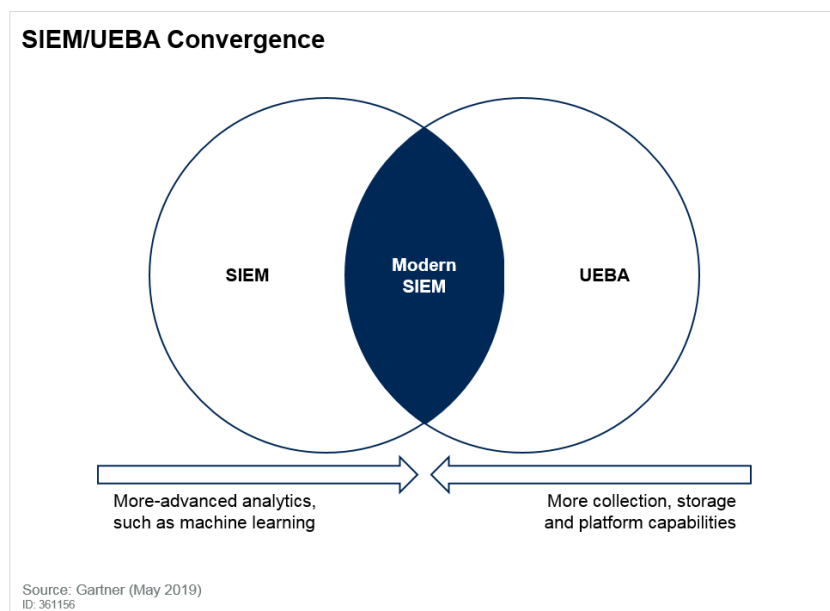 SIEM/UEBA Convergence
SIEM
Modern
SIEM
UEBA
More-advanced analytics,
such as machine learning
More collection, storage
and platform capabilities
Source: Gartner (May 2019)
ID: 361156